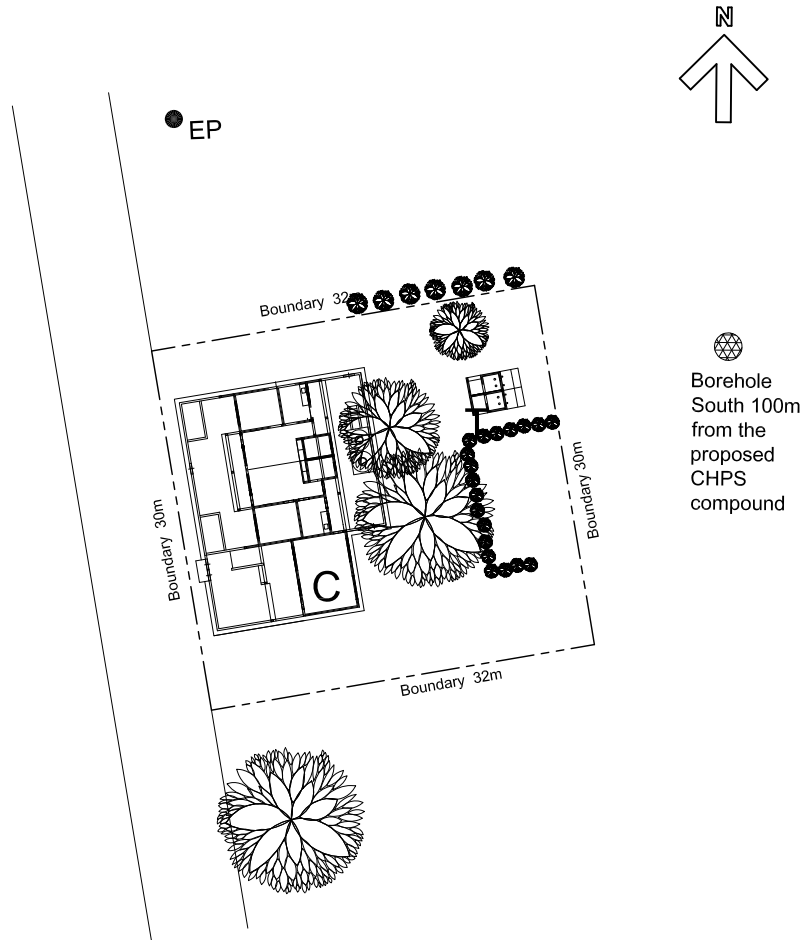 N
EP
Boundary 32
Borehole
South 100m
from the
proposed
CHPS
compound
Boundary 30m
Boundary 30m
C
Boundary 32m